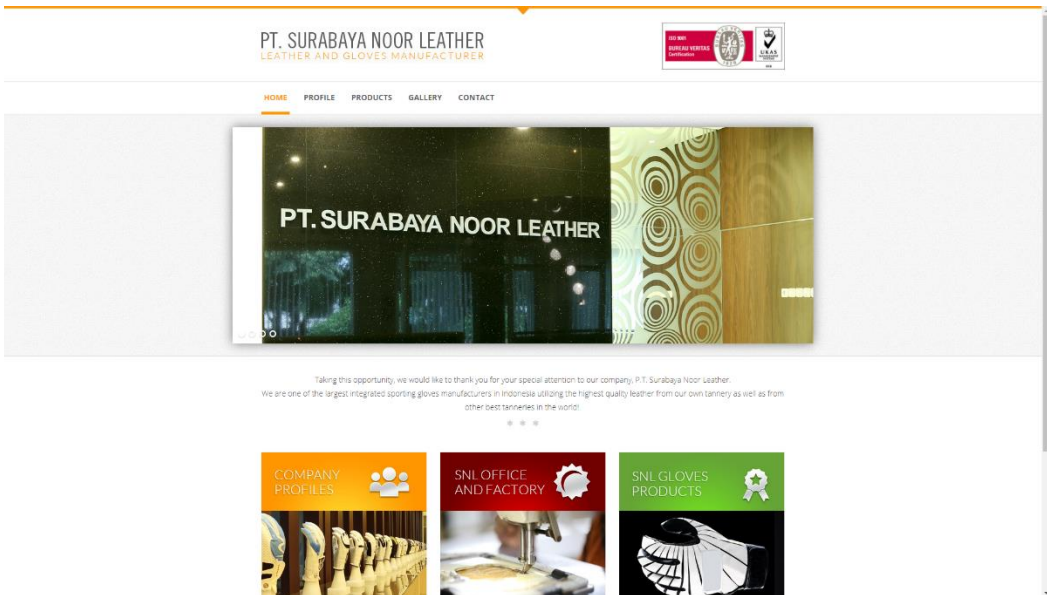 PT. SURABAYA NOOR LEATHER
LEATHER AND GLOVES MANUFACTURER
ISO 9001
BUREAU VERITAS
Certification
UKAS
HOME PROFILE PRODUCTS GALLERY CONTACT
PT. SURABAYA NOOR LEATHER
Taking this opportunity, we would like to thank you for your special attention to our company, P.T. Surabaya Noor Leather.
We are one of the largest integrated sporting gloves manufacturers in Indonesia utilizing the highest quality leather from our own tannery as well as from
other best tanneries in the world!
COMPANY
PROFILES
SNL OFFICE
AND FACTORY
SNL GLOVES
PRODUCTS